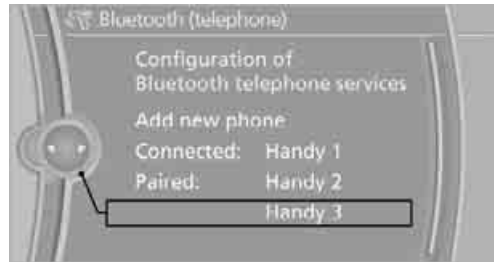 Bluetooth (telephone)
Configuration of
Bluetooth telephone services
Add new phone
Connected: Handy 1
Paired: Handy 2
Handy 3